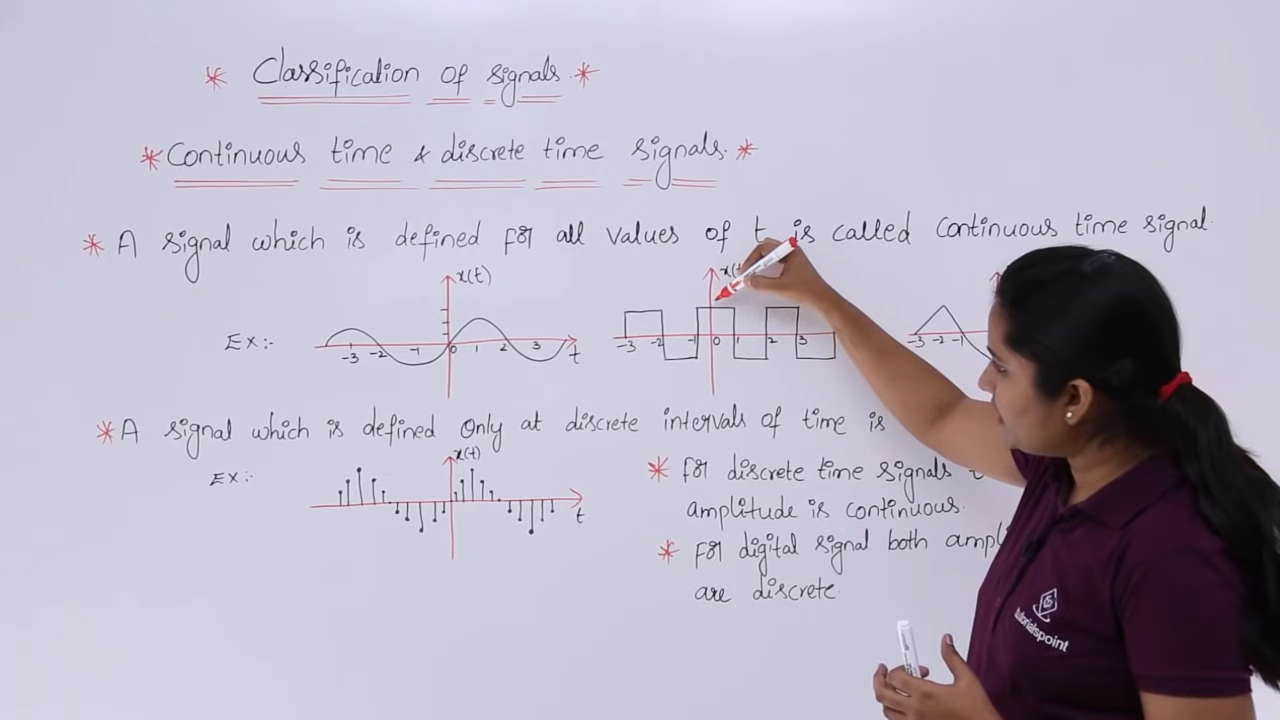 * Classification of signals. *
* Continuous time & discrete time signals. *
* A signal which is defined for all values of t is called continuous time signal.
Ex:-
x(t)
-3 -2 -1 0 1 2 3 t
-3 -2 -1 0 1 2 3
-3 -2 -1
* A signal which is defined only at discrete intervals of time is
Ex:-
x(t)
t
* for discrete time signals
amplitude is continuous.
* for digital signal both
are discrete.
tutorialspoint